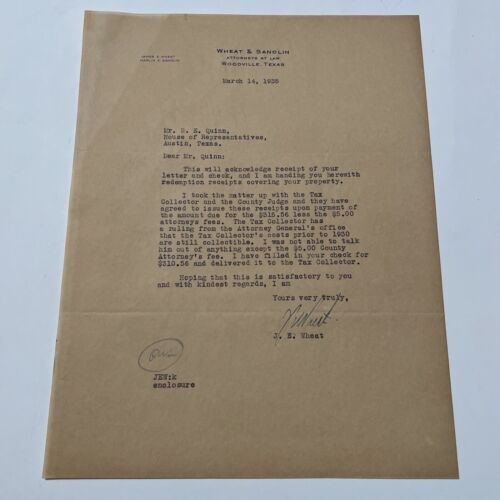 WHEAT & SANDLIN
ATTORNEYS AT LAW
WOODVILLE, TEXAS
JAMES E. WHEAT
March 14, 1935
Mr. R. E. Quinn,
House of Representatives,
Austin, Texas.
Dear Mr. Quinn:
This will acknowledge receipt of your
letter and check, and I am handing you herewith
redemption receipts covering your property.
I took the matter up with the Tax
Collector and the County Judge and they have
agreed to issue these receipts upon payment of
the amount due for the $315.56 less the $5.00
attorneys fees. The Tax Collector has
a ruling from the Attorney General's office
that the Tax Collector's costs prior to 1930
are still collectible. I was not able to talk
him out of anything except the $5.00 County
Attorney's fee. I have filled in your check for
$310.56 and delivered it to the Tax Collector.
Hoping that this is satisfactory to you
and with kindest regards, I am
Yours very truly,
J. E. Wheat
JEW:k
enclosure